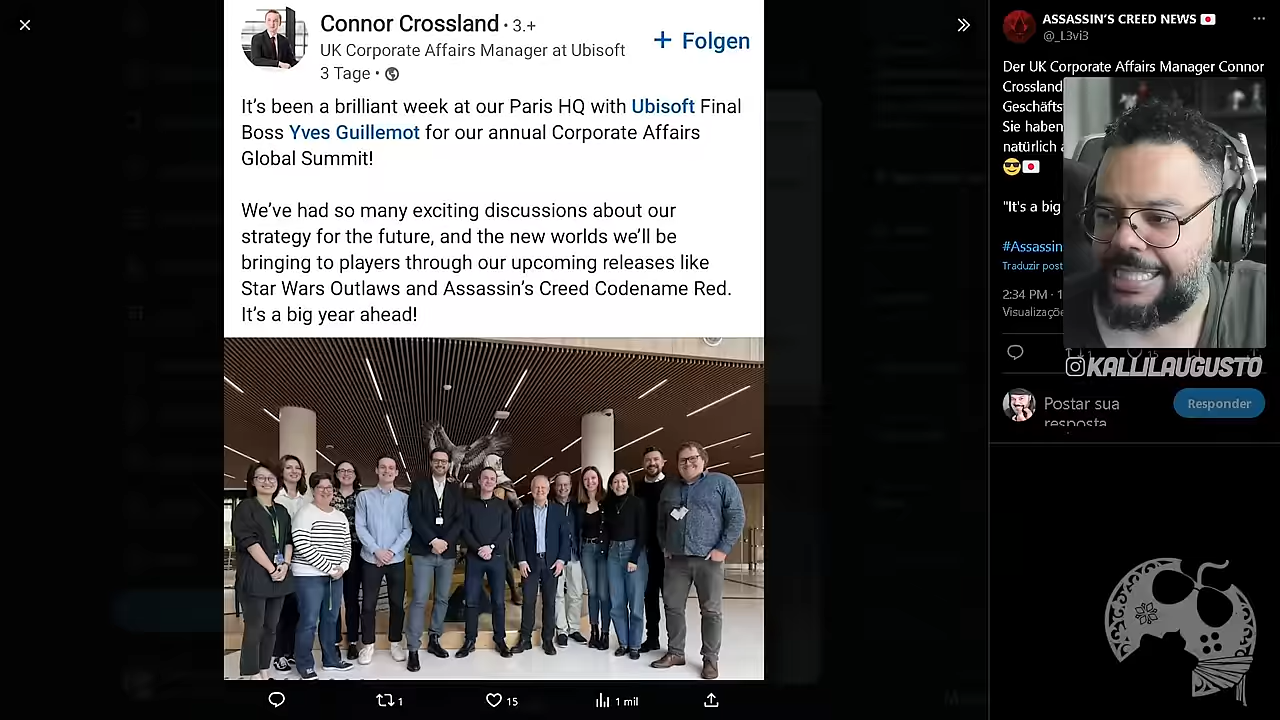 Connor Crossland • 3.+
UK Corporate Affairs Manager at Ubisoft
3 Tage •
+ Folgen
It's been a brilliant week at our Paris HQ with Ubisoft Final
Boss Yves Guillemot for our annual Corporate Affairs
Global Summit!
We've had so many exciting discussions about our
strategy for the future, and the new worlds we'll be
bringing to players through our upcoming releases like
Star Wars Outlaws and Assassin's Creed Codename Red.
It's a big year ahead!
1
15
1 mil
ASSASSIN'S CREED NEWS
@_L3vi3
Der UK Corporate Affairs Manager Connor
Crossland
Sie haben
natürlich
"It's a big
#Assassin
Traduzir post
2:34 PM
KALLILAUGUSTO
Postar sua
resposta
Responder